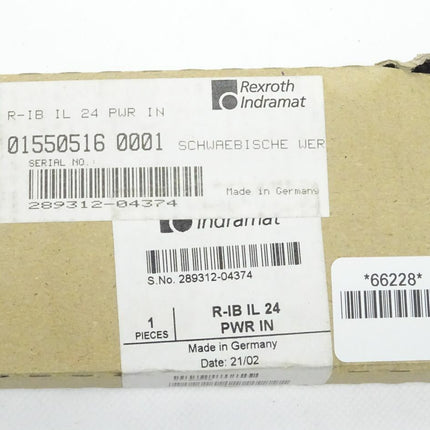 R-IB IL 24 PWR IN
Rexroth
Indramat
01550516 0001 SCHWAEBISCHE WER
SERIAL NO.:
Made in Germany
289312-04374
Indramat
S.No. 289312-04374
1
PIECES
R-IB IL 24
PWR IN
Made in Germany
Date: 21/02
*66228*